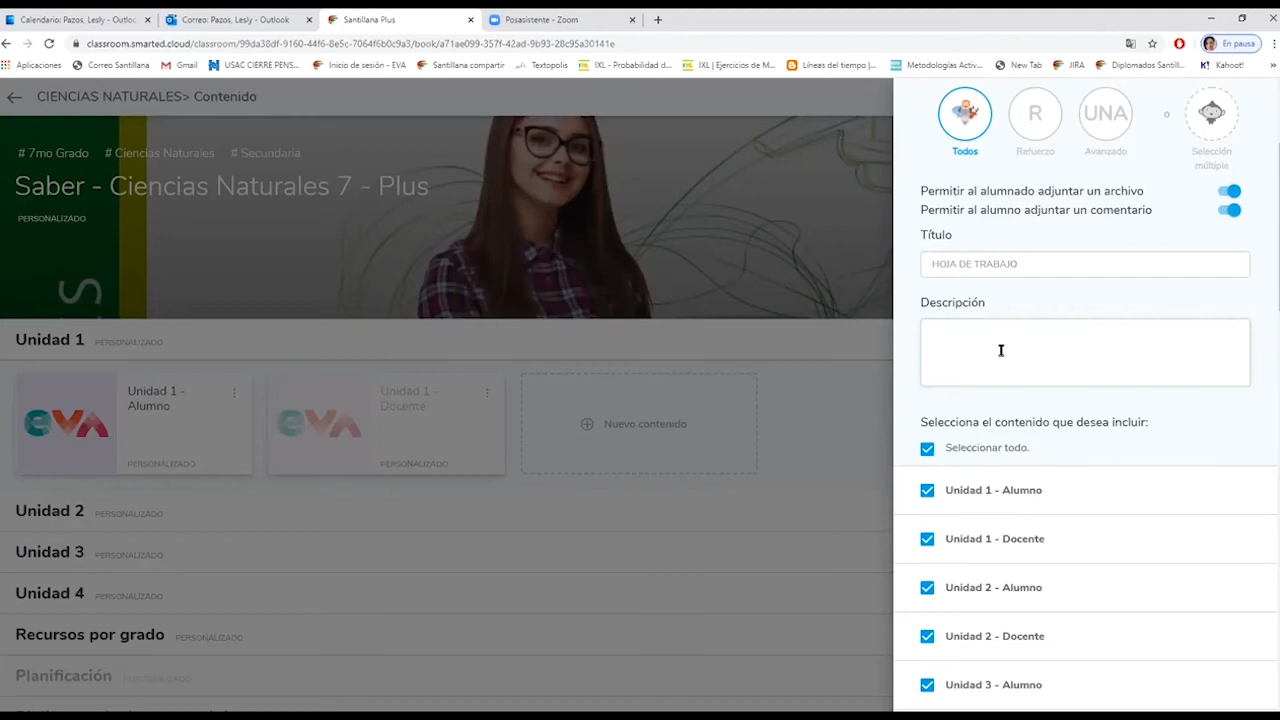 Calendario: Pazos, Lesly - Outloo
Correo: Pazos, Lesly - Outlook
Santillana Plus
Posasistente - Zoom
classroom.smarted.cloud/classroom/99da38df-9160-44f6-8e5c-7064f6b0c9a3/book/a71ae099-357f-42ad-9b93-28c95a30141e
En pausa
Aplicaciones
Correo Santillana
Gmail
USAC CIERRE PENS...
Inicio de sesión - EVA
Santillana compartir
Textopolis
IXL - Probabilidad d...
IXL | Ejercicios de M...
Líneas del tiempo |...
Metodologías Activ...
New Tab
JIRA
Diplomados Santill...
Kahoot!
»
CIENCIAS NATURALES> Contenido
# 7mo Grado # Ciencias Naturales # Secundaria
Saber - Ciencias Naturales 7 - Plus
PERSONALIZADO
S
Unidad 1 PERSONALIZADO
EVA
Unidad 1 -
Alumno
PERSONALIZADO
EVA
Unidad 1 -
Docente
PERSONALIZADO
Nuevo contenido
Unidad 2 PERSONALIZADO
Unidad 3 PERSONALIZADO
Unidad 4 PERSONALIZADO
Recursos por grado PERSONALIZADO
Planificación PERSONALIZADO
R
UNA
o
Todos
Refuerzo
Avanzado
Selección
múltiple
Permitir al alumnado adjuntar un archivo
Permitir al alumno adjuntar un comentario
Título
HOJA DE TRABAJO
Descripción
Selecciona el contenido que desea incluir:
Seleccionar todo.
Unidad 1 - Alumno
Unidad 1 - Docente
Unidad 2 - Alumno
Unidad 2 - Docente
Unidad 3 - Alumno